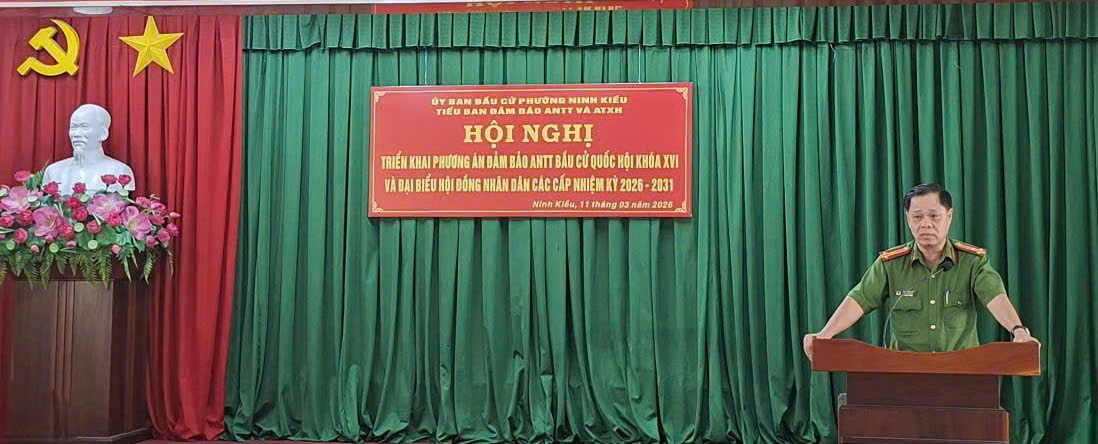 ỦY BAN BẦU CỬ PHƯỜNG NINH KIỀU
TIỂU BAN ĐẢM BẢO ANTT VÀ ATXH
HỘI NGHỊ
TRIỂN KHAI PHƯƠNG ÁN ĐẢM BẢO ANTT BẦU CỬ QUỐC HỘI KHÓA XVI
VÀ ĐẠI BIỂU HỘI ĐỒNG NHÂN DÂN CÁC CẤP NHIỆM KỲ 2026 - 2031
Ninh Kiều, 11 tháng 03 năm 2026